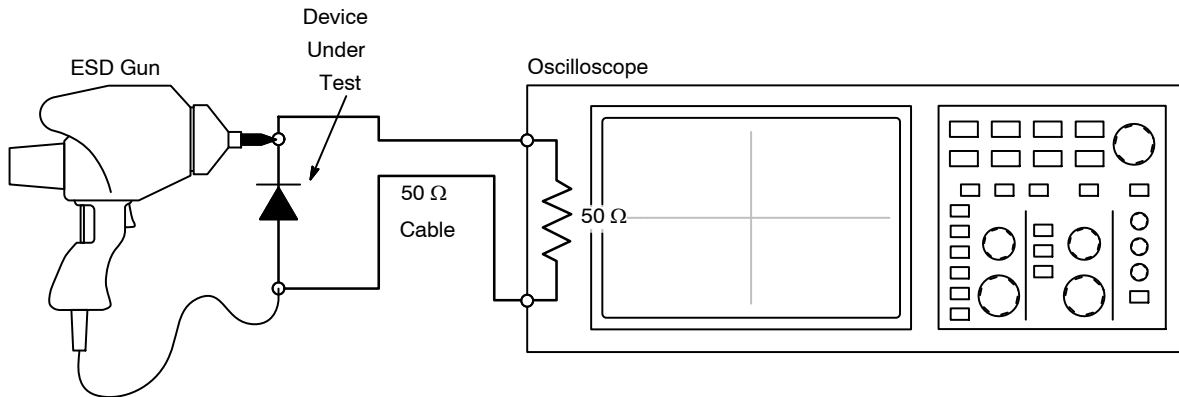 Device
Under
Test
ESD Gun
Oscilloscope
50 Ω
Cable
50 Ω